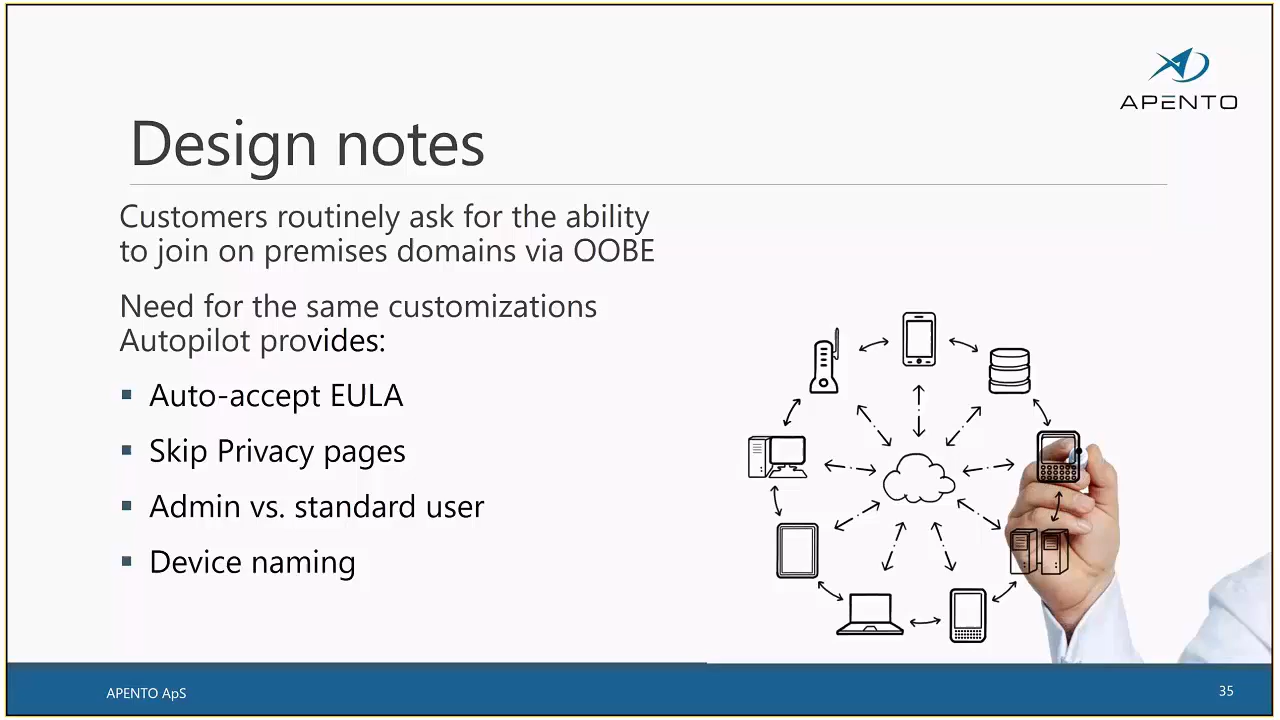 APENTO
Design notes
Customers routinely ask for the ability
to join on premises domains via OOBE
Need for the same customizations
Autopilot provides:
Auto-accept EULA
Skip Privacy pages
Admin vs. standard user
Device naming
APENTO ApS
35